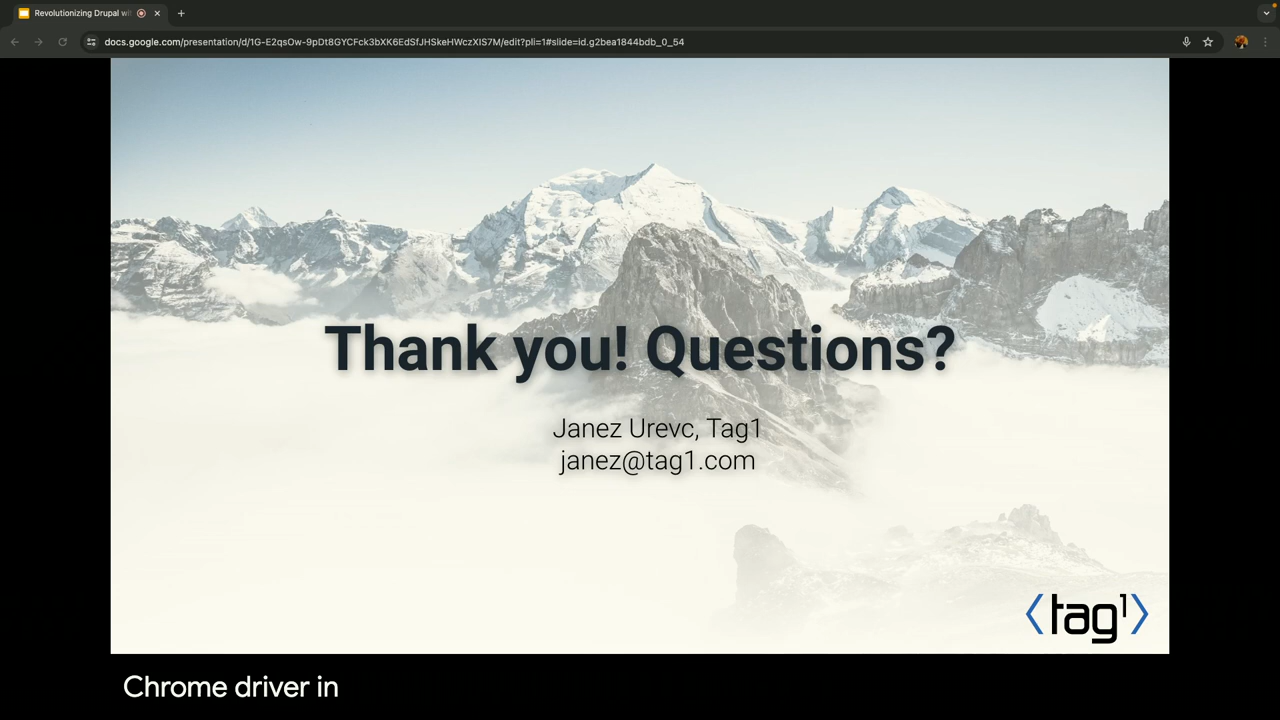 Revolutionizing Drupal wi
docs.google.com/presentation/d/1G-E2qsOw-9pDt8GYCFck3bXK6EdSfJHSkeHWczXIS7M/edit?pli=1#slide=id.g2bea1844bdb_0_54
Thank you! Questions?
Janez Urevc, Tag1
janez@tag1.com
tag1
Chrome driver in